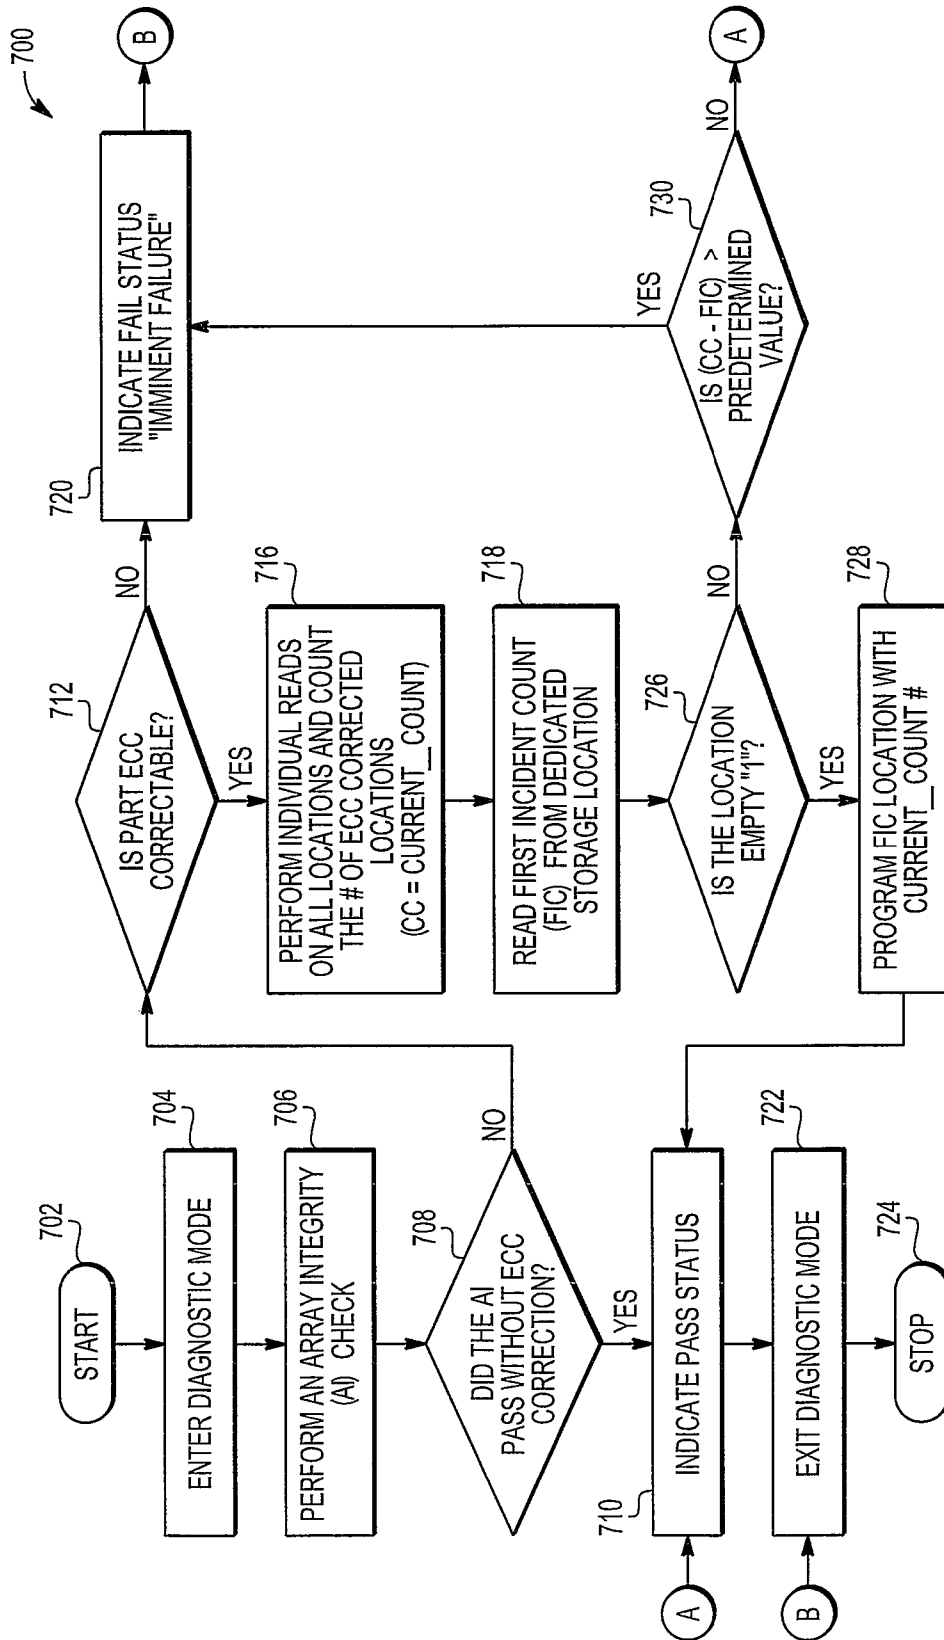 700
702
START
704
ENTER DIAGNOSTIC MODE
706
PERFORM AN ARRAY INTEGRITY
(AI) CHECK
708
DID THE AI
PASS WITHOUT ECC
CORRECTION?
NO
YES
A
710
INDICATE PASS STATUS
B
722
EXIT DIAGNOSTIC MODE
724
STOP
712
IS PART ECC
CORRECTABLE?
NO
YES
716
PERFORM INDIVIDUAL READS
ON ALL LOCATIONS AND COUNT
THE # OF ECC CORRECTED
LOCATIONS
(CC = CURRENT_COUNT)
718
READ FIRST INCIDENT COUNT
(FIC) FROM DEDICATED
STORAGE LOCATION
726
IS THE LOCATION
EMPTY "1"?
NO
YES
728
PROGRAM FIC LOCATION WITH
CURRENT_COUNT #
720
INDICATE FAIL STATUS
"IMMINENT FAILURE"
B
730
IS (CC - FIC) >
PREDETERMINED
VALUE?
YES
NO
A